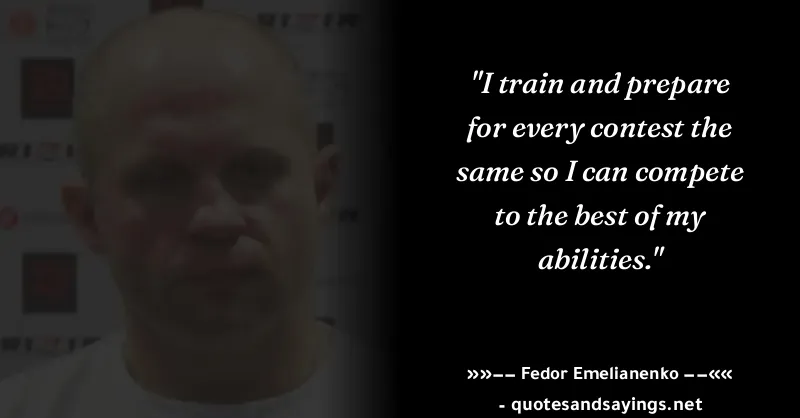 "I train and prepare
for every contest the
same so I can compete
to the best of my
abilities."
»»–– Fedor Emelianenko ––««
- quotesandsayings.net